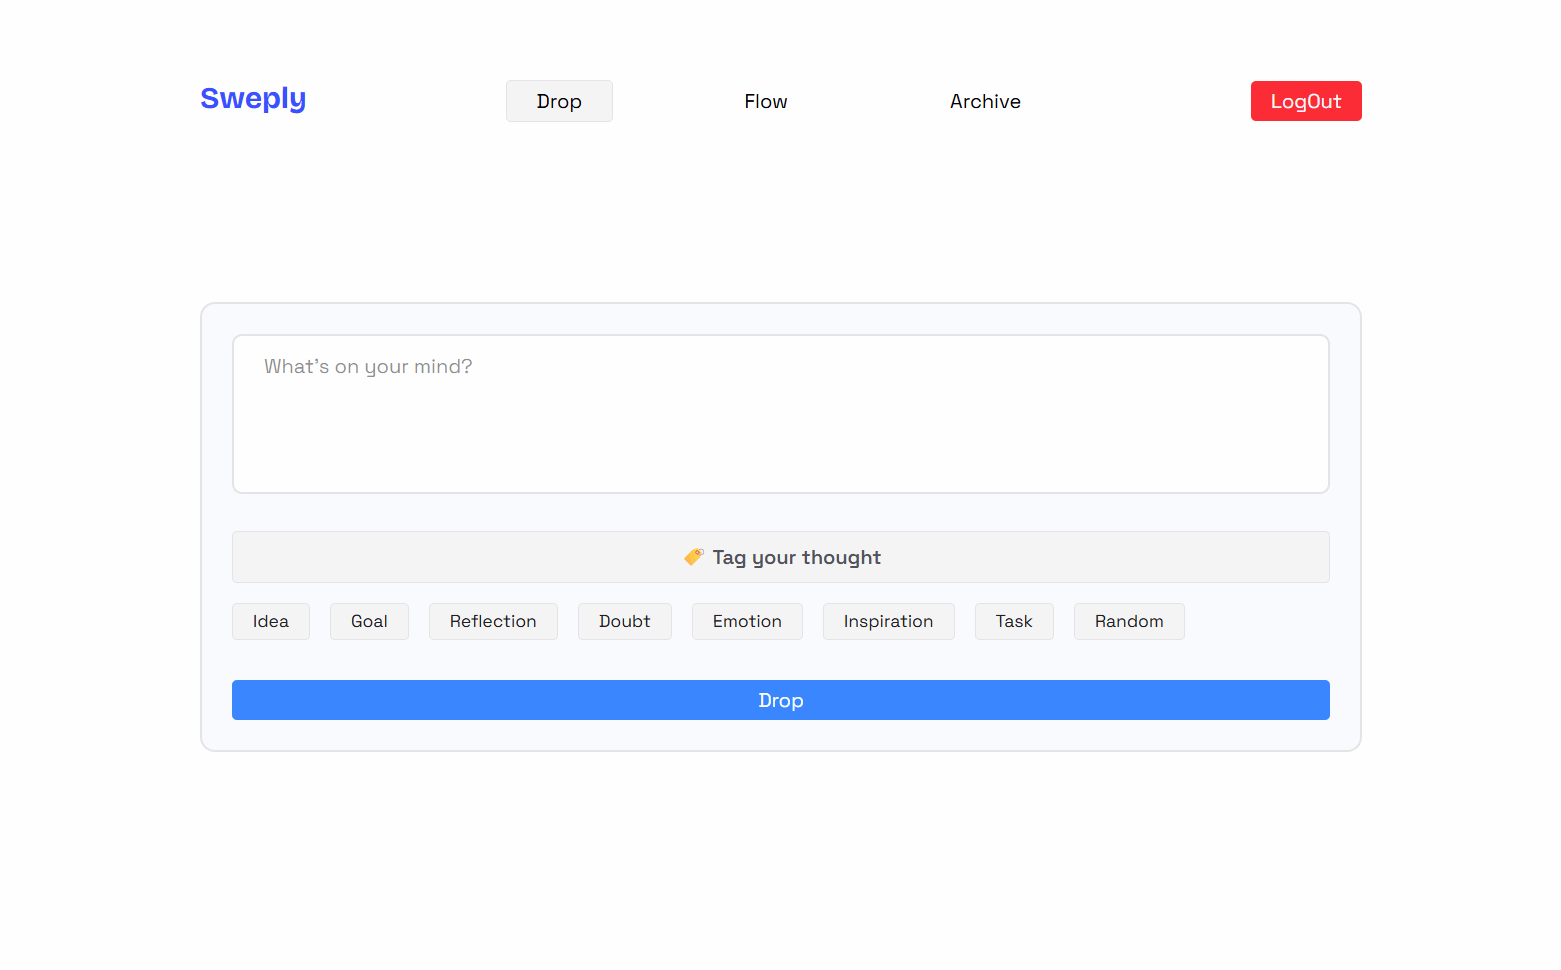 Sweply Drop Flow Archive LogOut
What's on your mind?
🏷️ Tag your thought
Idea Goal Reflection Doubt Emotion Inspiration Task Random
Drop